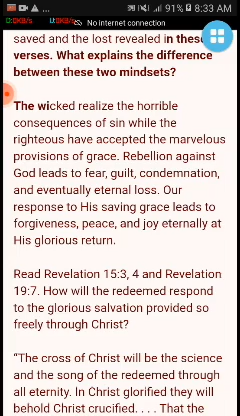 0.0KB/s 0.0KB/s 91% 8:33 AM
No internet connection
saved and the lost revealed in these
verses. What explains the difference
between these two mindsets?
The wicked realize the horrible
consequences of sin while the
righteous have accepted the marvelous
provisions of grace. Rebellion against
God leads to fear, guilt, condemnation,
and eventually eternal loss. Our
response to His saving grace leads to
forgiveness, peace, and joy eternally at
His glorious return.
Read Revelation 15:3, 4 and Revelation
19:7. How will the redeemed respond
to the glorious salvation provided so
freely through Christ?
“The cross of Christ will be the science
and the song of the redeemed through
all eternity. In Christ glorified they will
behold Christ crucified. . . . That the